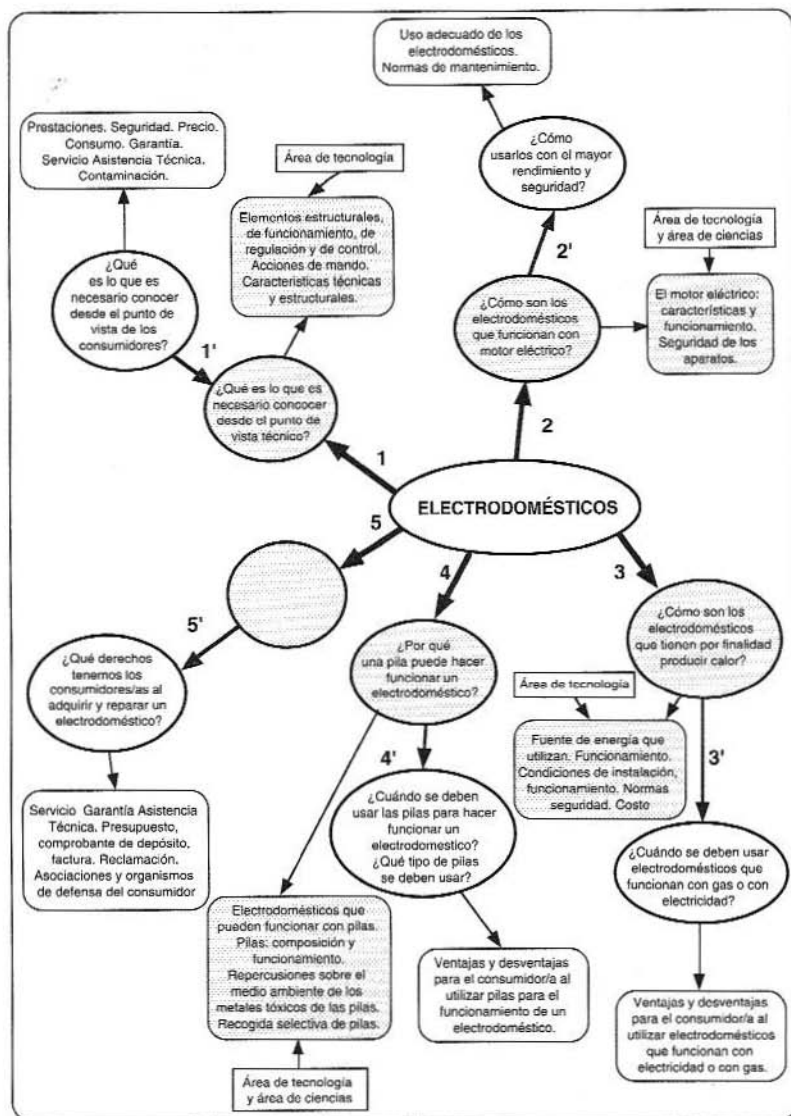 Uso adecuado de los
electrodomésticos.
Normas de mantenimiento.
Prestaciones. Seguridad. Precio.
Consumo. Garantía.
Servicio Asistencia Técnica.
Contaminación.
Área de tecnología
¿Cómo
usarlos con el mayor
rendimiento y
seguridad?
Elementos estructurales,
de funcionamiento, de
regulación y de control.
Acciones de mando.
Caracteristicas técnicas
y estructurales.
Área de tecnología
y área de ciencias
¿Qué
es lo que es
necesario conocer
desde el punto de
vista de los
consumidores?
2'
¿Cómo son los
electrodomésticos
que funcionan con
motor eléctrico?
El motor eléctrico:
características y
funcionamiento.
Seguridad de los
aparatos.
1'
¿Qué es lo que es
necesario concocer
desde el punto de
vista técnico?
2
1
ELECTRODOMÉSTICOS
5
4
3
¿Cómo son los
electrodomésticos
que tienen por finalidad
producir calor?
5'
¿Por qué
una pila puede hacer
funcionar un
electrodoméstico?
¿Qué derechos
tenemos los
consumidores/as al
adquirir y reparar un
electrodoméstico?
Área de tecnología
Fuente de energía que
utilizan. Funcionamiento.
Condiciones de instalación,
funcionamiento. Normas
seguridad. Costo
3'
4'
¿Cuándo se deben
usar las pilas para hacer
funcionar un
electrodomestico?
¿Qué tipo de pilas
se deben usar?
Servicio Garantía Asistencia
Técnica. Presupuesto,
comprobante de depósito,
factura. Reclamación.
Asociaciones y organismos
de defensa del consumidor
¿Cuándo se deben usar
electrodomésticos que
funcionan con gas o con
electricidad?
Electrodomésticos que
pueden funcionar con pilas.
Pilas: composición y
funcionamiento.
Repercusiones sobre el
medio ambiente de los
metales tóxicos de las pilas.
Recogida selectiva de pilas.
Ventajas y desventajas
para el consumidor/a al
utilizar pilas para el
funcionamiento de
un electrodoméstico.
Ventajas y desventajas
para el consumidor/a al
utilizar electrodomésticos
que funcionan con
electricidad o con gas.
Área de tecnología
y área de ciencias